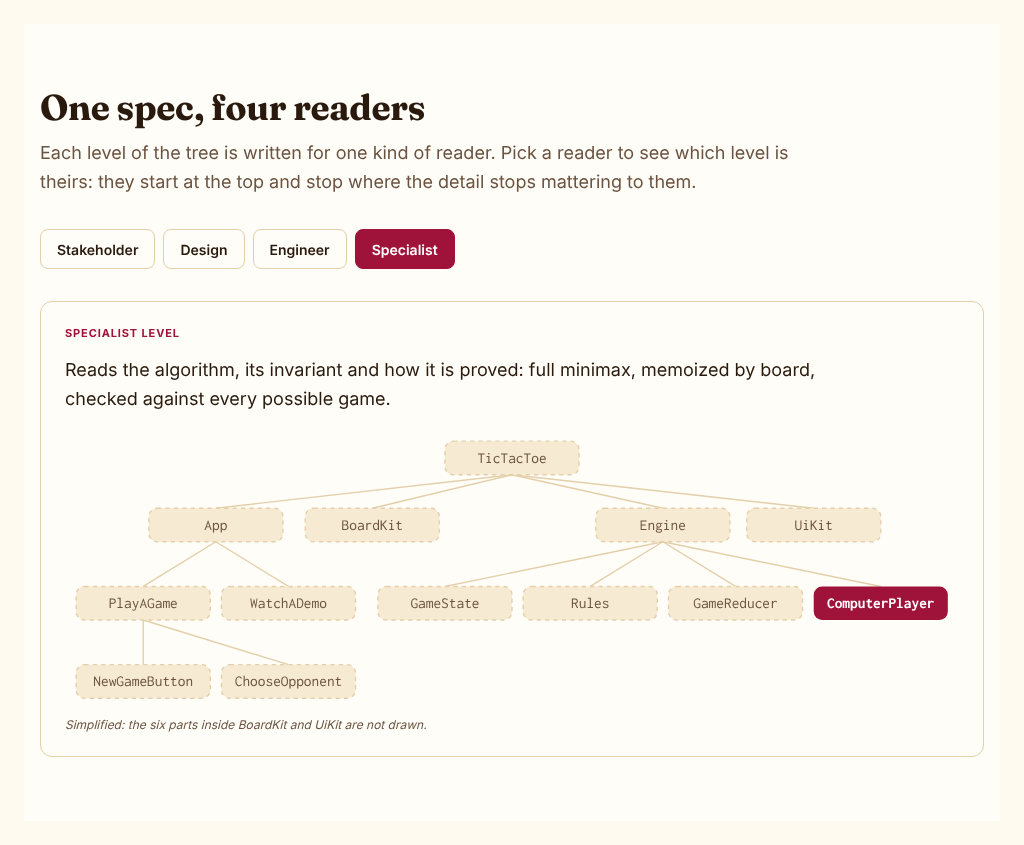 One spec, four readers
Each level of the tree is written for one kind of reader. Pick a reader to see which level is
theirs: they start at the top and stop where the detail stops mattering to them.
Stakeholder
Design
Engineer
Specialist
SPECIALIST LEVEL
Reads the algorithm, its invariant and how it is proved: full minimax, memoized by board,
checked against every possible game.
TicTacToe
App
BoardKit
Engine
UiKit
PlayAGame
WatchADemo
GameState
Rules
GameReducer
ComputerPlayer
NewGameButton
ChooseOpponent
Simplified: the six parts inside BoardKit and UiKit are not drawn.